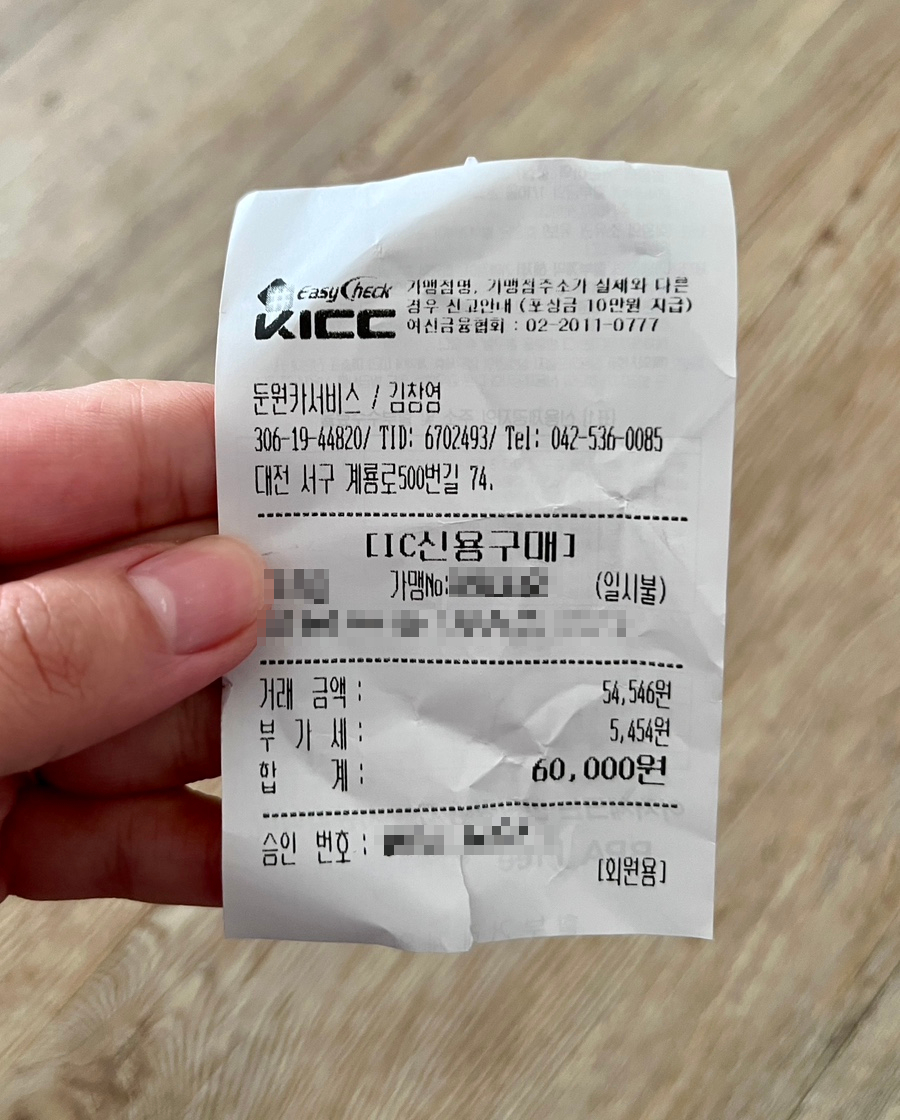 EasyCheck
KICC
가맹점명, 가맹점주소가 실제와 다른
경우 신고안내 (포상금 10만원 지급)
여신금융협회 : 02-2011-0777
둔원카서비스 / 김창영
306-19-44820/ TID: 6702493/ Tel: 042-536-0085
대전 서구 계룡로500번길 74.
[IC신용구매]
가맹No: (일시불)
거래 금액 : 54,546원
부 가 세 : 5,454원
합 계 : 60,000원
승인 번호 :
[회원용]